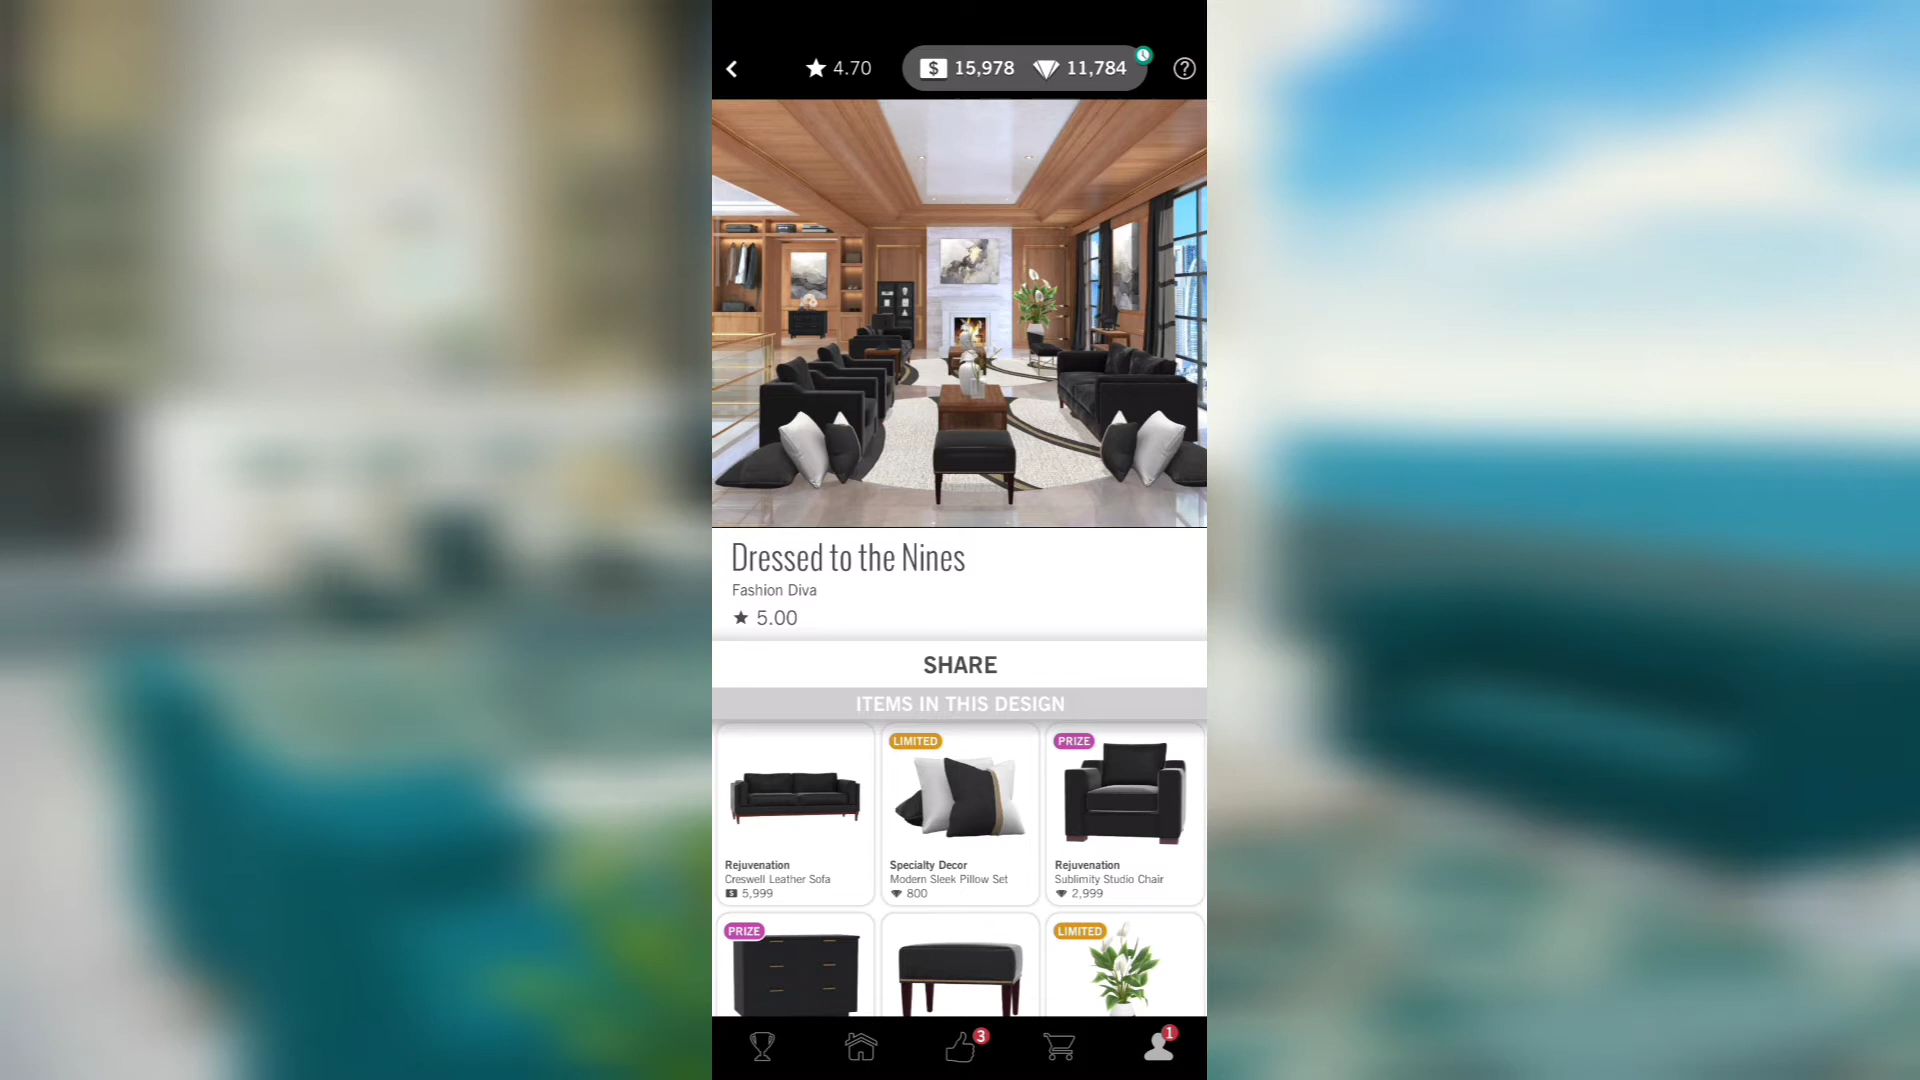 4.70
$ 15,978 11,784
?
Dressed to the Nines
Fashion Diva
★ 5.00
SHARE
ITEMS IN THIS DESIGN
Rejuvenation
Creswell Leather Sofa
$ 5,999
LIMITED
Specialty Decor
Modern Sleek Pillow Set
800
PRIZE
Rejuvenation
Sublimity Studio Chair
2,999
PRIZE
LIMITED
3
1